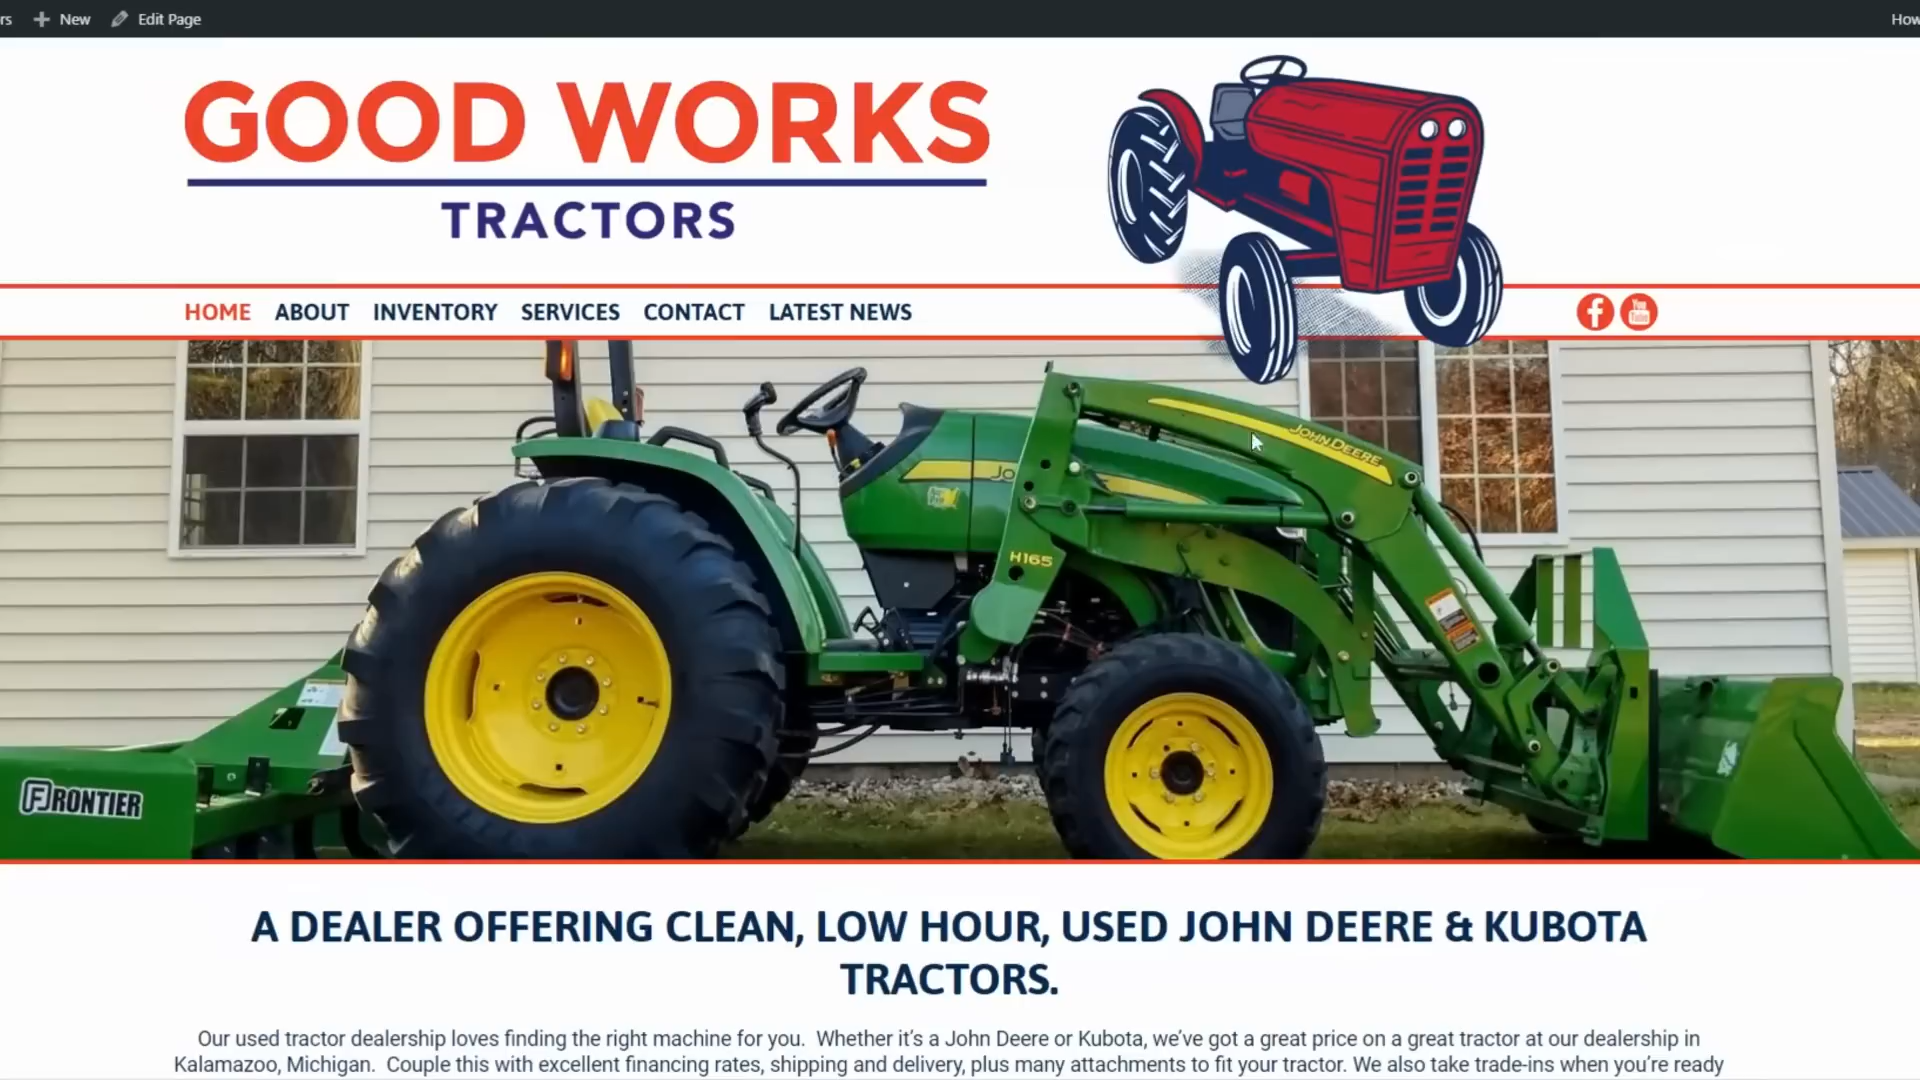 rs New Edit Page How
GOOD WORKS
TRACTORS
HOME ABOUT INVENTORY SERVICES CONTACT LATEST NEWS
f You Tube
JOHN DEERE
JO
H165
FRONTIER
A DEALER OFFERING CLEAN, LOW HOUR, USED JOHN DEERE & KUBOTA
TRACTORS.
Our used tractor dealership loves finding the right machine for you. Whether it's a John Deere or Kubota, we've got a great price on a great tractor at our dealership in
Kalamazoo, Michigan. Couple this with excellent financing rates, shipping and delivery, plus many attachments to fit your tractor. We also take trade-ins when you're ready